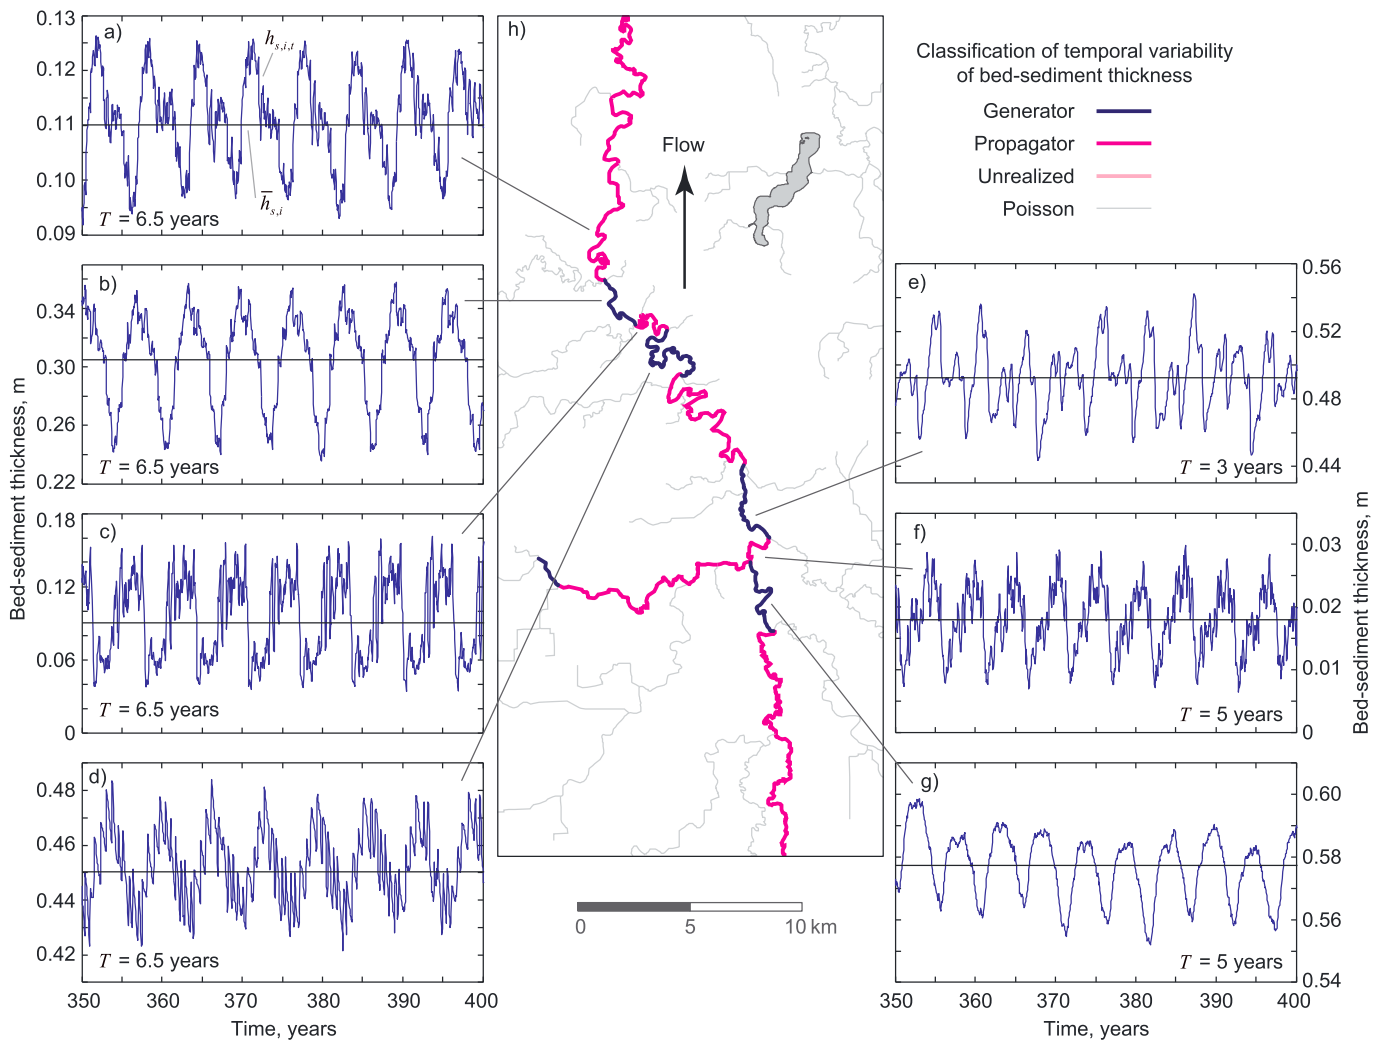 a)
h s,i,t
h̅ s,i
T = 6.5 years
0.13
0.12
0.11
0.10
0.09
b)
T = 6.5 years
0.34
0.30
0.26
0.22
c)
T = 6.5 years
0.18
0.12
0.06
0
d)
T = 6.5 years
0.48
0.46
0.44
0.42
350 360 370 380 390 400
Time, years
Bed-sediment thickness, m
h)
Flow
0 5 10 km
Classification of temporal variability
of bed-sediment thickness
Generator
Propagator
Unrealized
Poisson
e)
T = 3 years
0.56
0.52
0.48
0.44
f)
T = 5 years
0.03
0.02
0.01
0
g)
T = 5 years
0.60
0.58
0.56
0.54
350 360 370 380 390 400
Time, years
Bed-sediment thickness, m